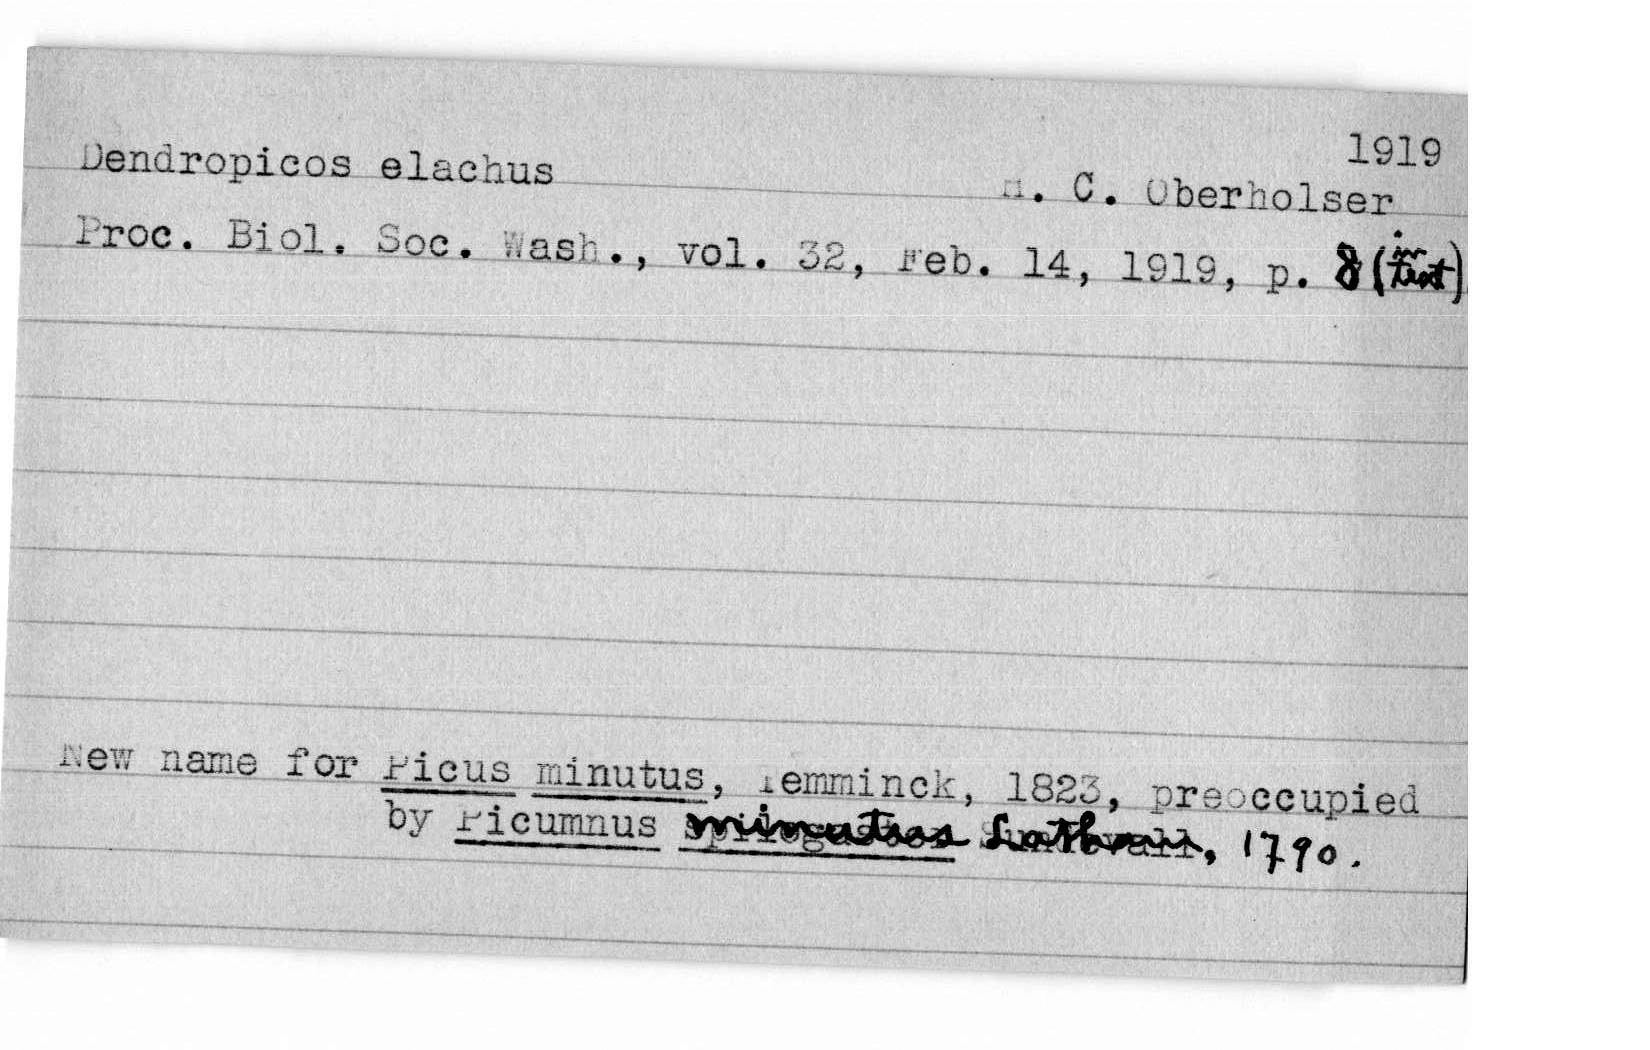 1919
Dendropicos elachus H. C. Oberholser
Proc. Biol. Soc. Wash., vol. 32, Feb. 14, 1919, p. 8 (in text)
New name for Picus minutus, Temminck, 1823, preoccupied
by Picumnus minutus Latham, 1790.